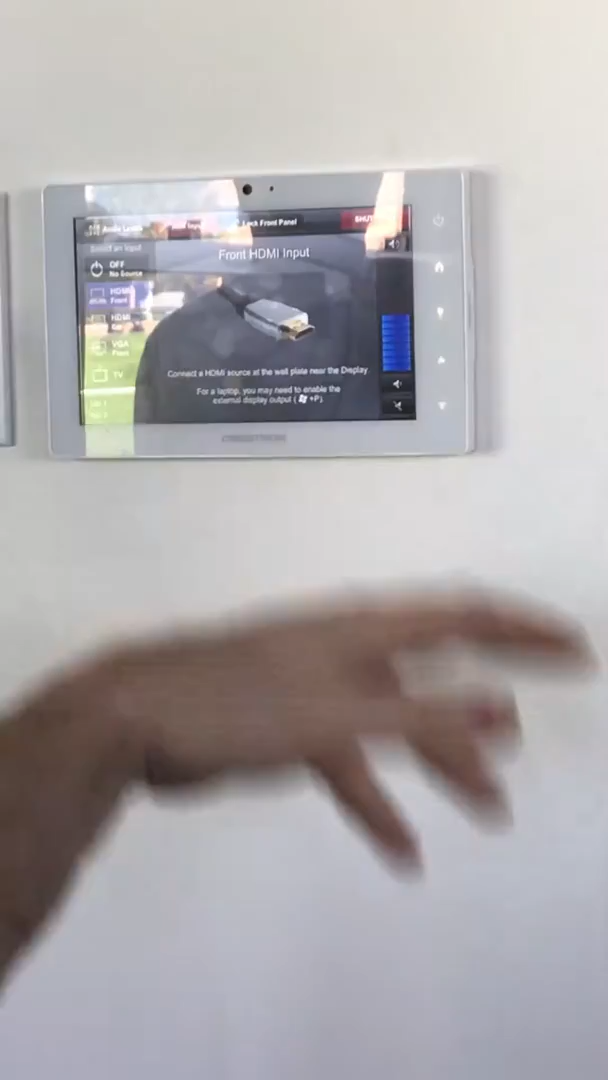 Audio Levels
Lock Front Panel
Select an Input
Front HDMI Input
OFF
No Source
HDMI
Front
HDMI
VGA
Front
TV
Connect a HDMI source at the wall plate near the Display.
For a laptop, you may need to enable the
external display output ( +P).
CRESTRON